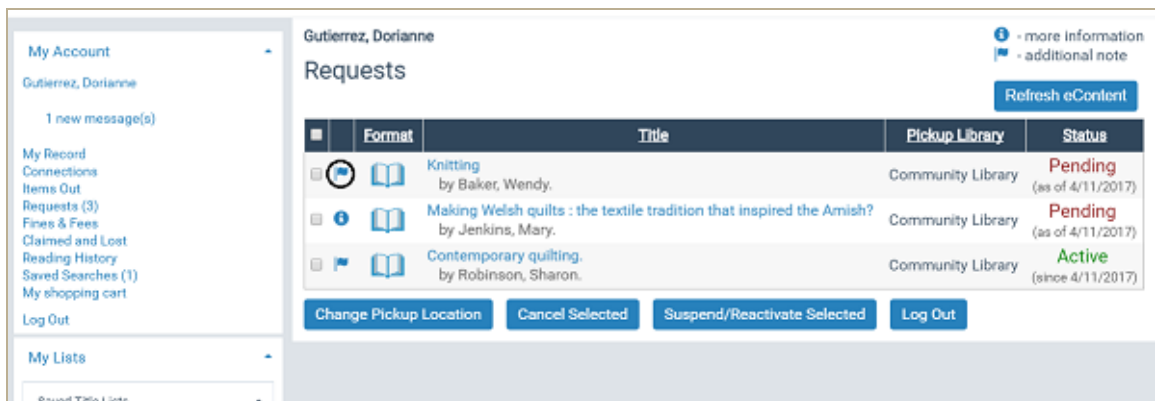 My Account
Gutierrez, Dorianne
1 new message(s)
My Record
Connections
Items Out
Requests (3)
Fines & Fees
Claimed and Lost
Reading History
Saved Searches (1)
My shopping cart
Log Out
My Lists
Saved Title Lists
Gutierrez, Dorianne
- more information
- additional note
Requests
Refresh eContent
Format Title Pickup Library Status
Knitting
by Baker, Wendy.
Community Library
Pending
(as of 4/11/2017)
Making Welsh quilts : the textile tradition that inspired the Amish?
by Jenkins, Mary.
Community Library
Pending
(as of 4/11/2017)
Contemporary quilting.
by Robinson, Sharon.
Community Library
Active
(since 4/11/2017)
Change Pickup Location Cancel Selected Suspend/Reactivate Selected Log Out